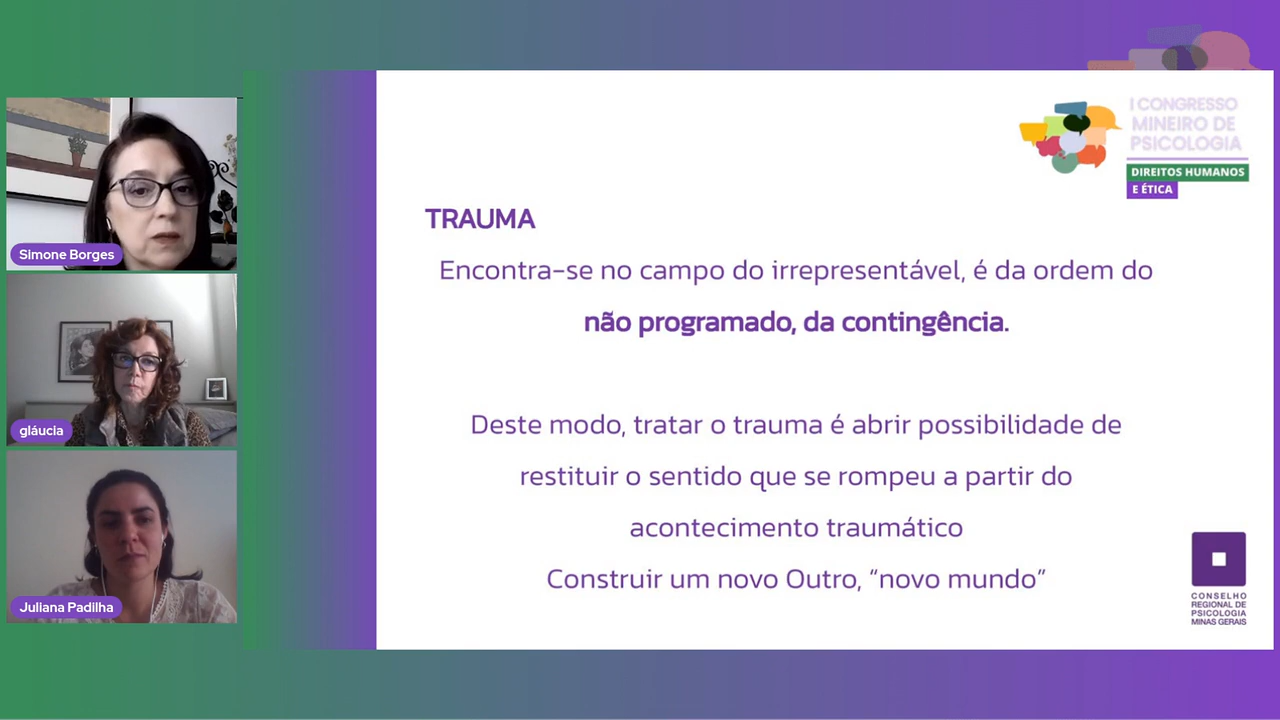 I CONGRESSO
MINEIRO DE
PSICOLOGIA
DIREITOS HUMANOS
E ÉTICA
TRAUMA
Encontra-se no campo do irrepresentável, é da ordem do
não programado, da contingência.
Deste modo, tratar o trauma é abrir possibilidade de
restituir o sentido que se rompeu a partir do
acontecimento traumático
Construir um novo Outro, “novo mundo”
CONSELHO
REGIONAL DE
PSICOLOGIA
MINAS GERAIS
Simone Borges
gláucia
Juliana Padilha